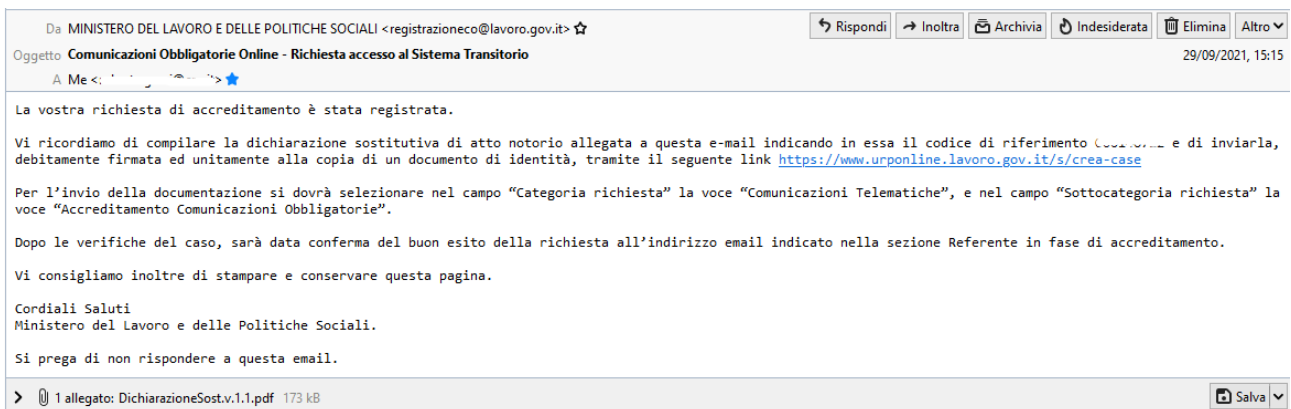 Da MINISTERO DEL LAVORO E DELLE POLITICHE SOCIALI <registrazioneco@lavoro.gov.it>
Rispondi Inoltra Archivia Indesiderata Elimina Altro
Oggetto Comunicazioni Obbligatorie Online - Richiesta accesso al Sistema Transitorio
29/09/2021, 15:15
A Me
La vostra richiesta di accreditamento è stata registrata.
Vi ricordiamo di compilare la dichiarazione sostitutiva di atto notorio allegata a questa e-mail indicando in essa il codice di riferimento e di inviarla,
debitamente firmata ed unitamente alla copia di un documento di identità, tramite il seguente link https://www.urponline.lavoro.gov.it/s/crea-case
Per l’invio della documentazione si dovrà selezionare nel campo “Categoria richiesta” la voce “Comunicazioni Telematiche”, e nel campo “Sottocategoria richiesta” la
voce “Accreditamento Comunicazioni Obbligatorie”.
Dopo le verifiche del caso, sarà data conferma del buon esito della richiesta all’indirizzo email indicato nella sezione Referente in fase di accreditamento.
Vi consigliamo inoltre di stampare e conservare questa pagina.
Cordiali Saluti
Ministero del Lavoro e delle Politiche Sociali.
Si prega di non rispondere a questa email.
1 allegato: DichiarazioneSost.v.1.1.pdf 173 kB
Salva